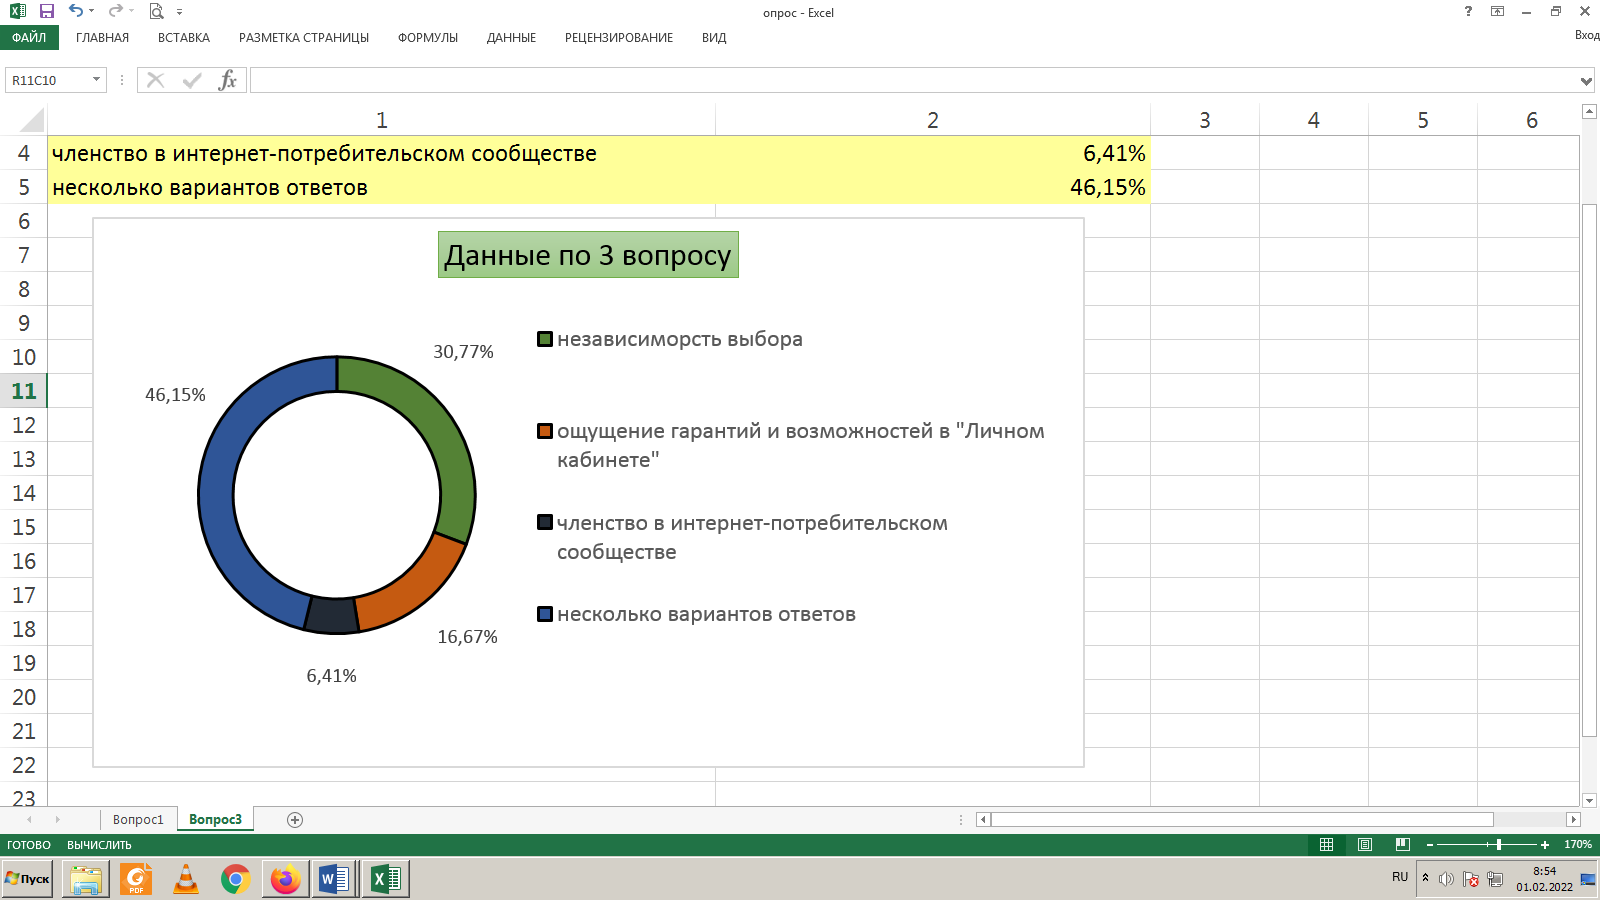 опрос - Excel
?
ФАЙЛ ГЛАВНАЯ ВСТАВКА РАЗМЕТКА СТРАНИЦЫ ФОРМУЛЫ ДАННЫЕ РЕЦЕНЗИРОВАНИЕ ВИД
Вход
R11C10 fx
1 2 3 4 5 6
4 членство в интернет-потребительском сообществе 6,41%
5 несколько вариантов ответов 46,15%
6
7
8
9
10
11
12
13
14
15
16
17
18
19
20
21
22
23
Данные по 3 вопросу
30,77%
46,15%
16,67%
6,41%
независиморсть выбора
ощущение гарантий и возможностей в "Личном
кабинете"
членство в интернет-потребительском
сообществе
несколько вариантов ответов
Вопрос1 Вопрос3
ГОТОВО ВЫЧИСЛИТЬ
170%
Пуск
PDF
RU
8:54
01.02.2022